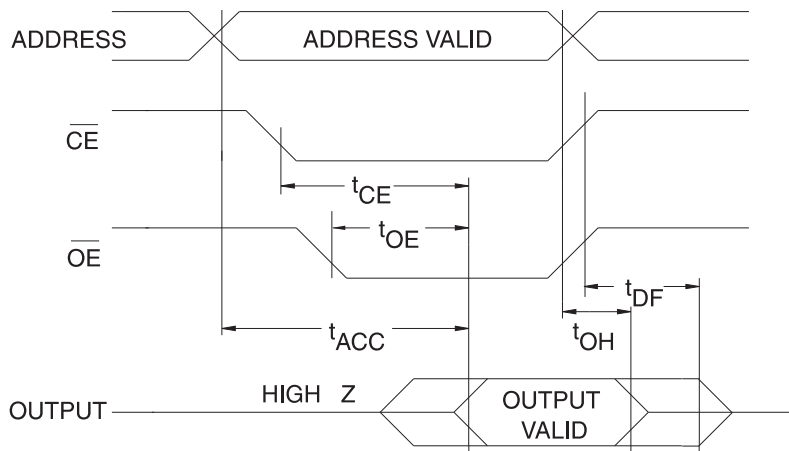 ADDRESS
ADDRESS VALID
CE
tCE
tOE
OE
tDF
tACC
tOH
HIGH Z
OUTPUT
OUTPUT
VALID